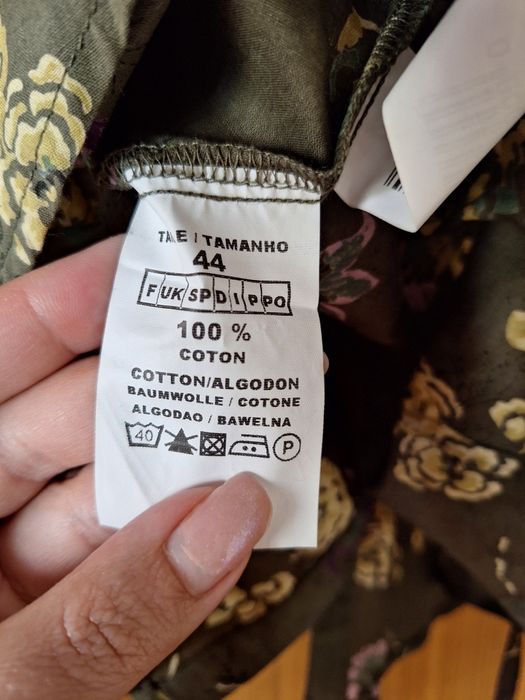 TAILLE / TAMANHO
44
F UK SP D I P PO
100 %
COTON
COTTON/ALGODON
BAUMWOLLE / COTONE
ALGODAO / BAWELNA
40
P